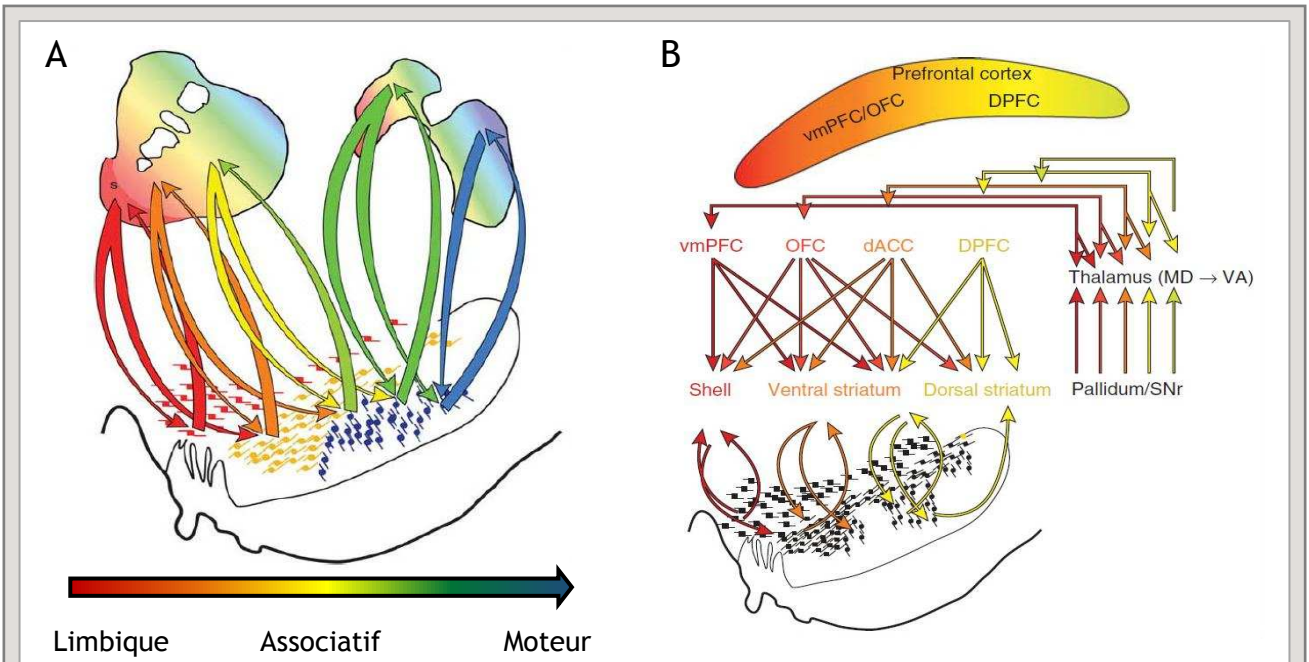 A
s
Limbique Associatif Moteur
B
Prefrontal cortex
vmPFC/OFC DPFC
vmPFC OFC dACC DPFC
Thalamus (MD → VA)
Shell Ventral striatum Dorsal striatum Pallidum/SNr